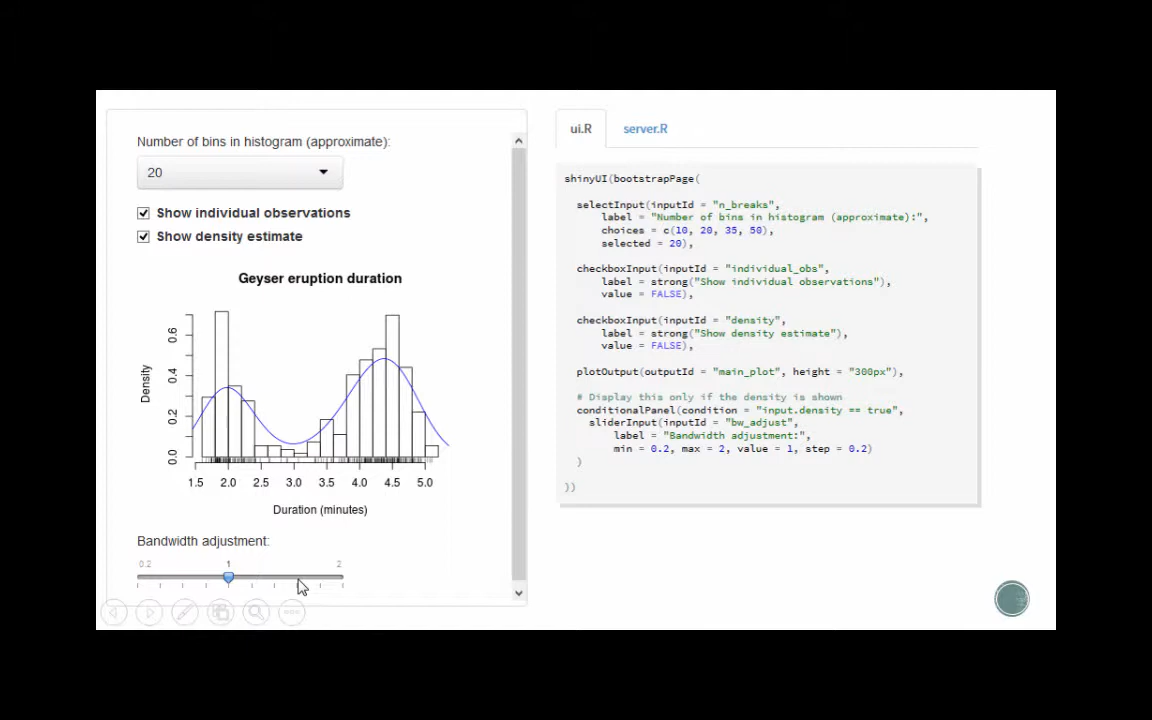 Number of bins in histogram (approximate):
20
Show individual observations
Show density estimate
Geyser eruption duration
Density
0.0 0.2 0.4 0.6
1.5 2.0 2.5 3.0 3.5 4.0 4.5 5.0
Duration (minutes)
Bandwidth adjustment:
0.2 1 2
ui.R server.R
shinyUI(bootstrapPage(
selectInput(inputId = "n_breaks",
label = "Number of bins in histogram (approximate):",
choices = c(10, 20, 35, 50),
selected = 20),
checkboxInput(inputId = "individual_obs",
label = strong("Show individual observations"),
value = FALSE),
checkboxInput(inputId = "density",
label = strong("Show density estimate"),
value = FALSE),
plotOutput(outputId = "main_plot", height = "300px"),
# Display this only if the density is shown
conditionalPanel(condition = "input.density == true",
sliderInput(inputId = "bw_adjust",
label = "Bandwidth adjustment:",
min = 0.2, max = 2, value = 1, step = 0.2)
)
))